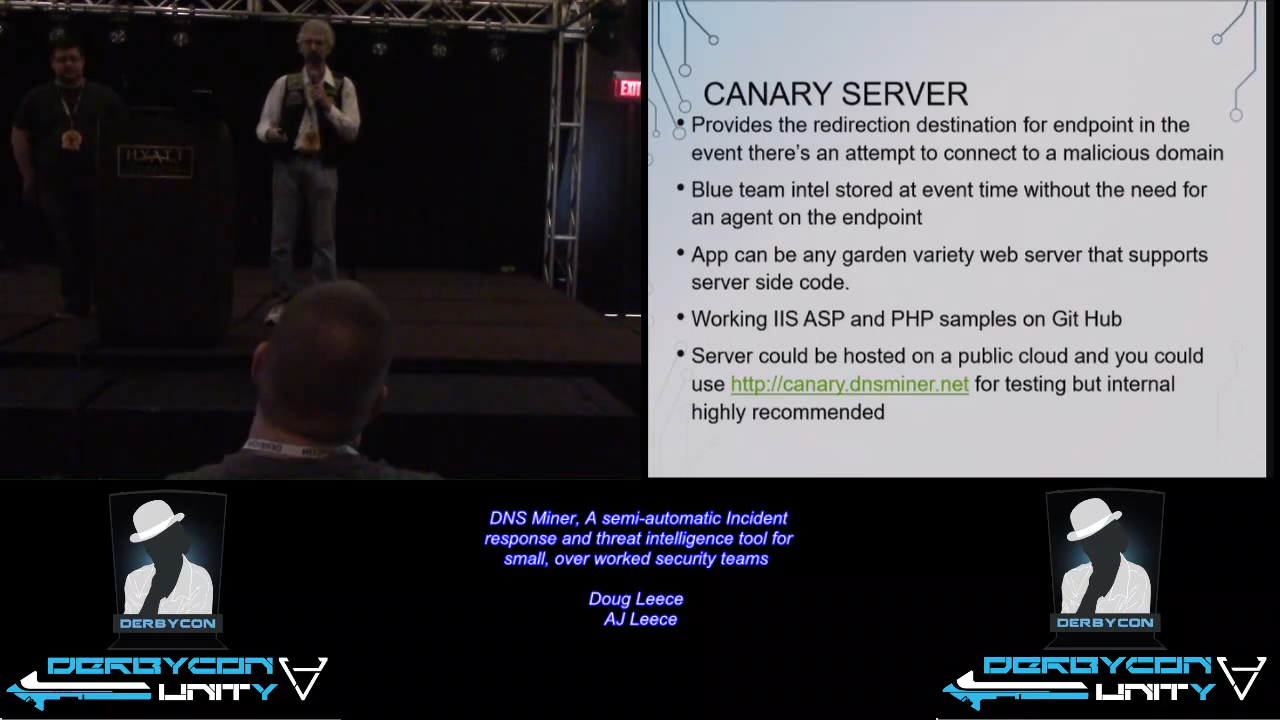 EXIT
HYATT
CANARY SERVER
• Provides the redirection destination for endpoint in the
event there's an attempt to connect to a malicious domain
• Blue team intel stored at event time without the need for
an agent on the endpoint
• App can be any garden variety web server that supports
server side code.
• Working IIS ASP and PHP samples on Git Hub
• Server could be hosted on a public cloud and you could
use http://canary.dnsminer.net for testing but internal
highly recommended
DNS Miner, A semi-automatic Incident
response and threat intelligence tool for
small, over worked security teams
Doug Leece
AJ Leece
DERBYCON
DERBYCON
UNITY
DERBYCON
DERBYCON
UNITY